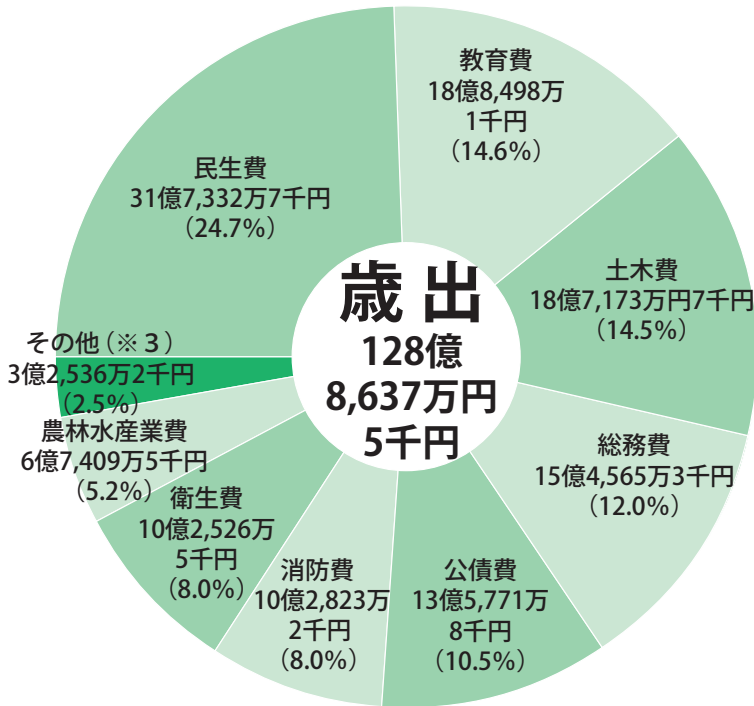 歳出
128億
8,637万円
5千円
教育費
18億8,498万
1千円
（14.6%）
土木費
18億7,173万円7千円
（14.5%）
総務費
15億4,565万3千円
（12.0%）
公債費
13億5,771万
8千円
（10.5%）
消防費
10億2,823万
2千円
（8.0%）
衛生費
10億2,526万
5千円
（8.0%）
農林水産業費
6億7,409万5千円
（5.2%）
その他（※３）
3億2,536万2千円
（2.5%）
民生費
31億7,332万7千円
（24.7%）